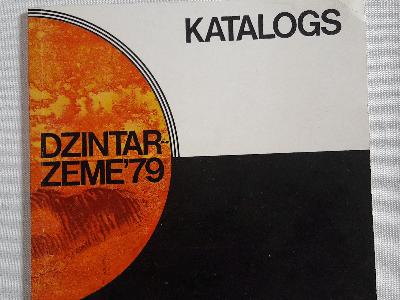 KATALOGS
DZINTAR-
ZEME'79